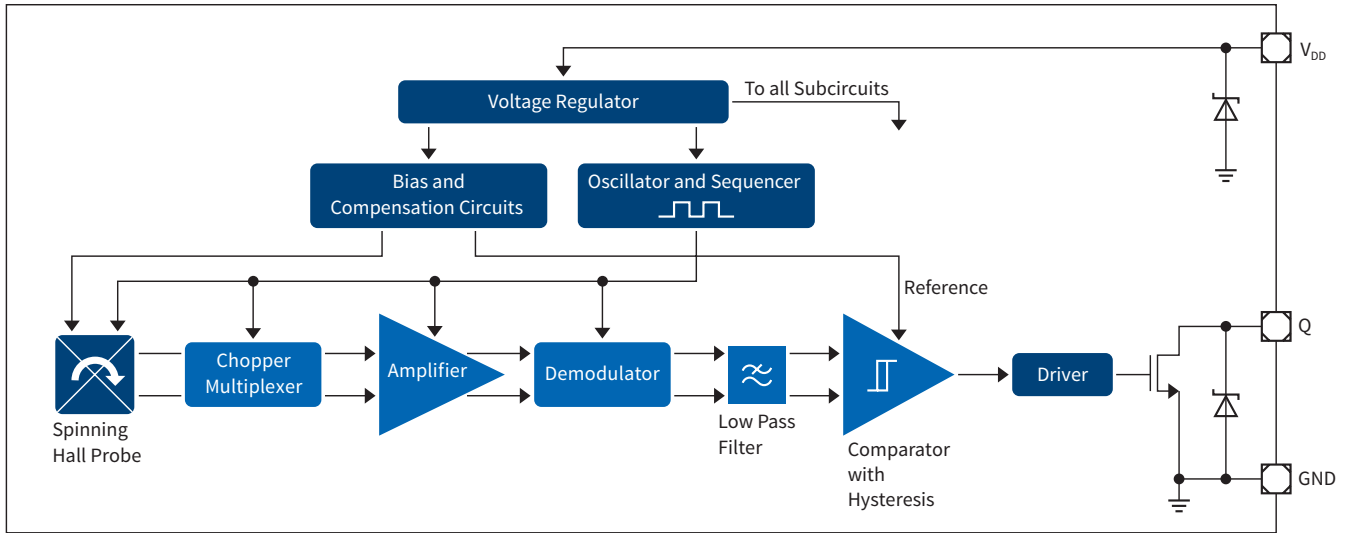 V_DD
Voltage Regulator
To all Subcircuits
Bias and
Compensation Circuits
Oscillator and Sequencer
Reference
Q
Chopper
Multiplexer
Amplifier
Demodulator
Driver
Spinning
Hall Probe
Low Pass
Filter
Comparator
with
Hysteresis
GND